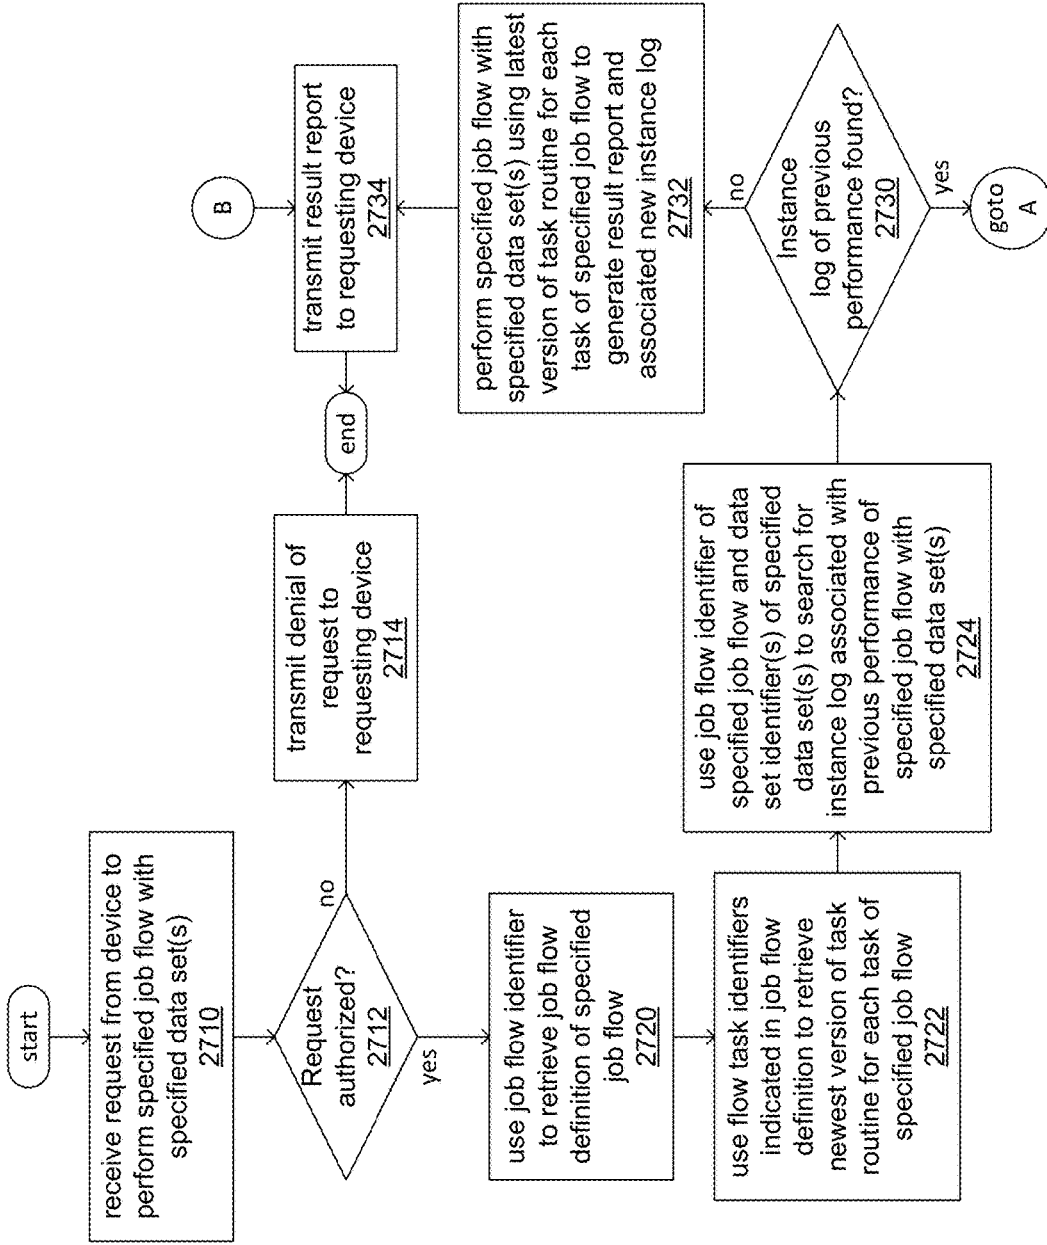 start
receive request from device to
perform specified job flow with
specified data set(s)
2710
Request
authorized?
2712
no
yes
transmit denial of
request to
requesting device
2714
end
use job flow identifier
to retrieve job flow
definition of specified
job flow
2720
use flow task identifiers
indicated in job flow
definition to retrieve
newest version of task
routine for each task of
specified job flow
2722
use job flow identifier of
specified job flow and data
set identifier(s) of specified
data set(s) to search for
instance log associated with
previous performance of
specified job flow with
specified data set(s)
2724
Instance
log of previous
performance found?
2730
no
yes
goto
A
perform specified job flow with
specified data set(s) using latest
version of task routine for each
task of specified job flow to
generate result report and
associated new instance log
2732
B
transmit result report
to requesting device
2734